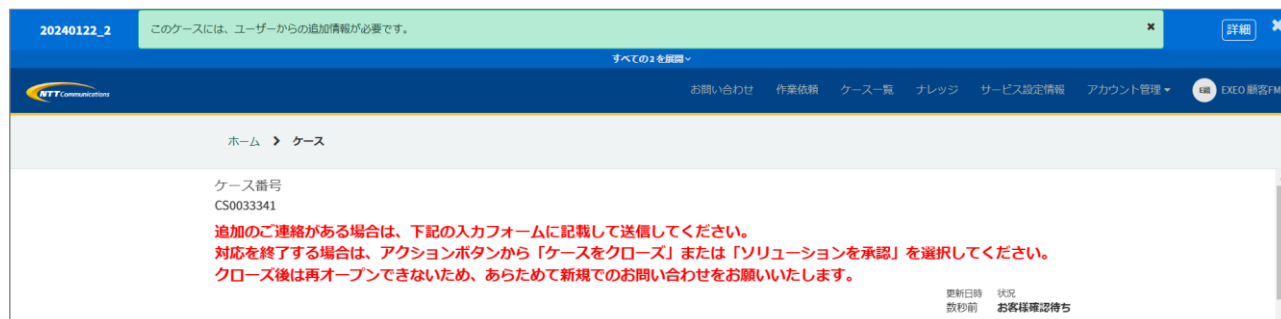 20240122_2
このケースには、ユーザーからの追加情報が必要です。
×
詳細
×
すべての2を展開
NTT Communications
お問い合わせ 作業依頼 ケース一覧 ナレッジ サービス設定情報 アカウント管理 EXEO 顧客FM
ホーム > ケース
ケース番号
CS0033341
追加のご連絡がある場合は、下記の入力フォームに記載して送信してください。
対応を終了する場合は、アクションボタンから「ケースをクローズ」または「ソリューションを承認」を選択してください。
クローズ後は再オープンできないため、あらためて新規でのお問い合わせをお願いいたします。
更新日時 状況
数秒前 お客様確認待ち